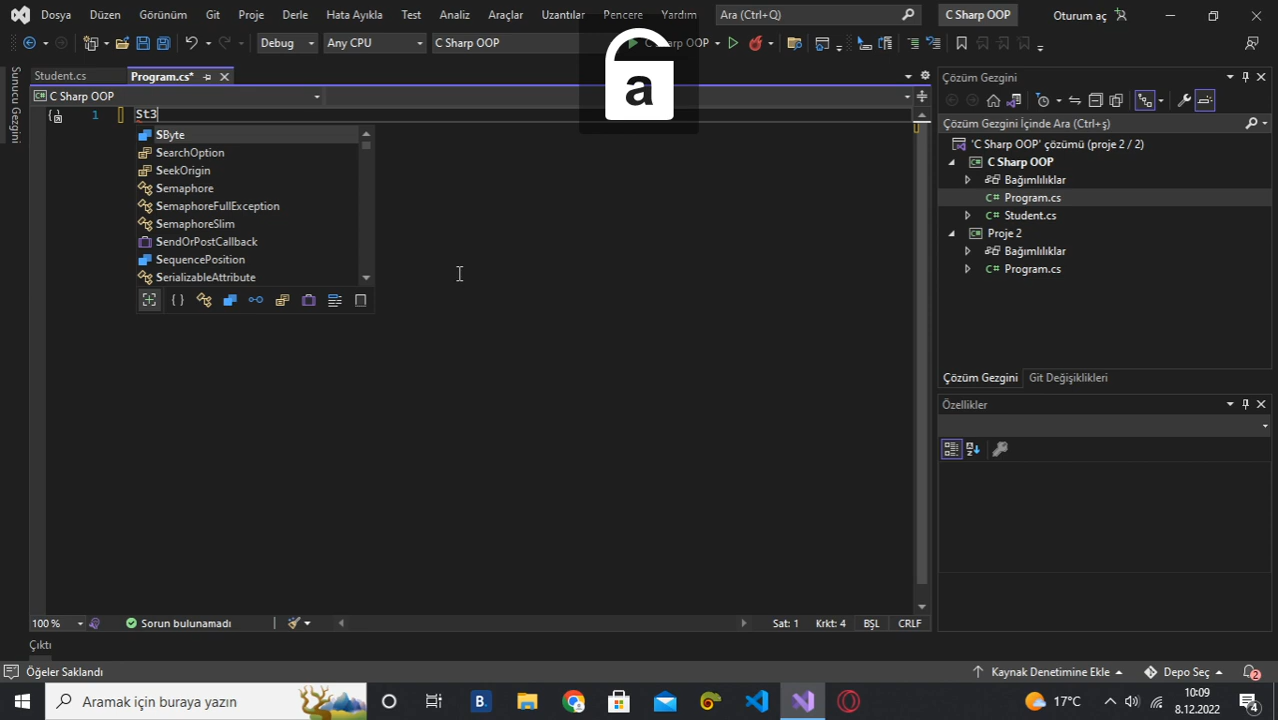 Dosya Düzen Görünüm Git Proje Derle Hata Ayıkla Test Analiz Araçlar Uzantılar Pencere Yardım Ara (Ctrl+Q) C Sharp OOP Oturum aç
Debug Any CPU C Sharp OOP C Sharp OOP
a
Sunucu Gezgini
Student.cs Program.cs*
C Sharp OOP
1 St3
SByte
SearchOption
SeekOrigin
Semaphore
SemaphoreFullException
SemaphoreSlim
SendOrPostCallback
SequencePosition
SerializableAttribute
Çözüm Gezgini
Çözüm Gezgini İçinde Ara (Ctrl+ş)
'C Sharp OOP' çözümü (proje 2 / 2)
C Sharp OOP
Bağımlılıklar
Program.cs
Student.cs
Proje 2
Bağımlılıklar
Program.cs
Çözüm Gezgini Git Değişiklikleri
Özellikler
100 % Sorun bulunamadı Sat: 1 Krkt: 4 BŞL CRLF
Çıktı
Öğeler Saklandı Kaynak Denetimine Ekle Depo Seç 2
Aramak için buraya yazın B. 17°C 10:09
8.12.2022 4